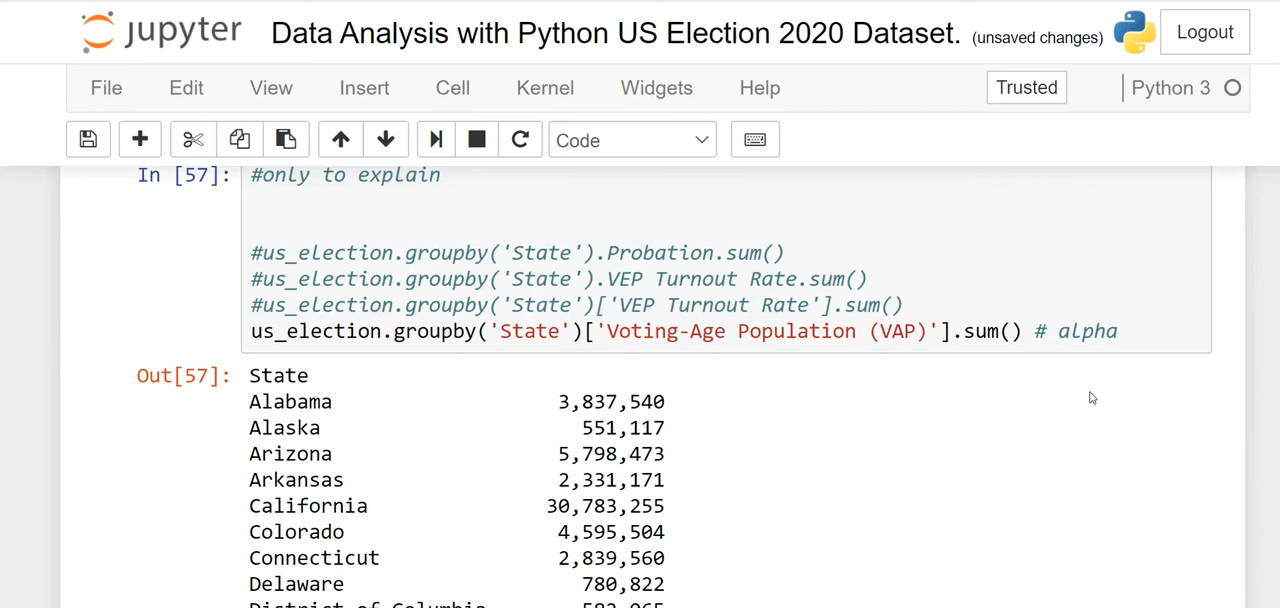 jupyter Data Analysis with Python US Election 2020 Dataset. (unsaved changes) Logout
File Edit View Insert Cell Kernel Widgets Help Trusted Python 3
Code
In [57]: #only to explain
#us_election.groupby('State').Probation.sum()
#us_election.groupby('State').VEP Turnout Rate.sum()
#us_election.groupby('State')['VEP Turnout Rate'].sum()
us_election.groupby('State')['Voting-Age Population (VAP)'].sum() # alpha
Out[57]: State
Alabama 3,837,540
Alaska 551,117
Arizona 5,798,473
Arkansas 2,331,171
California 30,783,255
Colorado 4,595,504
Connecticut 2,839,560
Delaware 780,822
District of Columbia